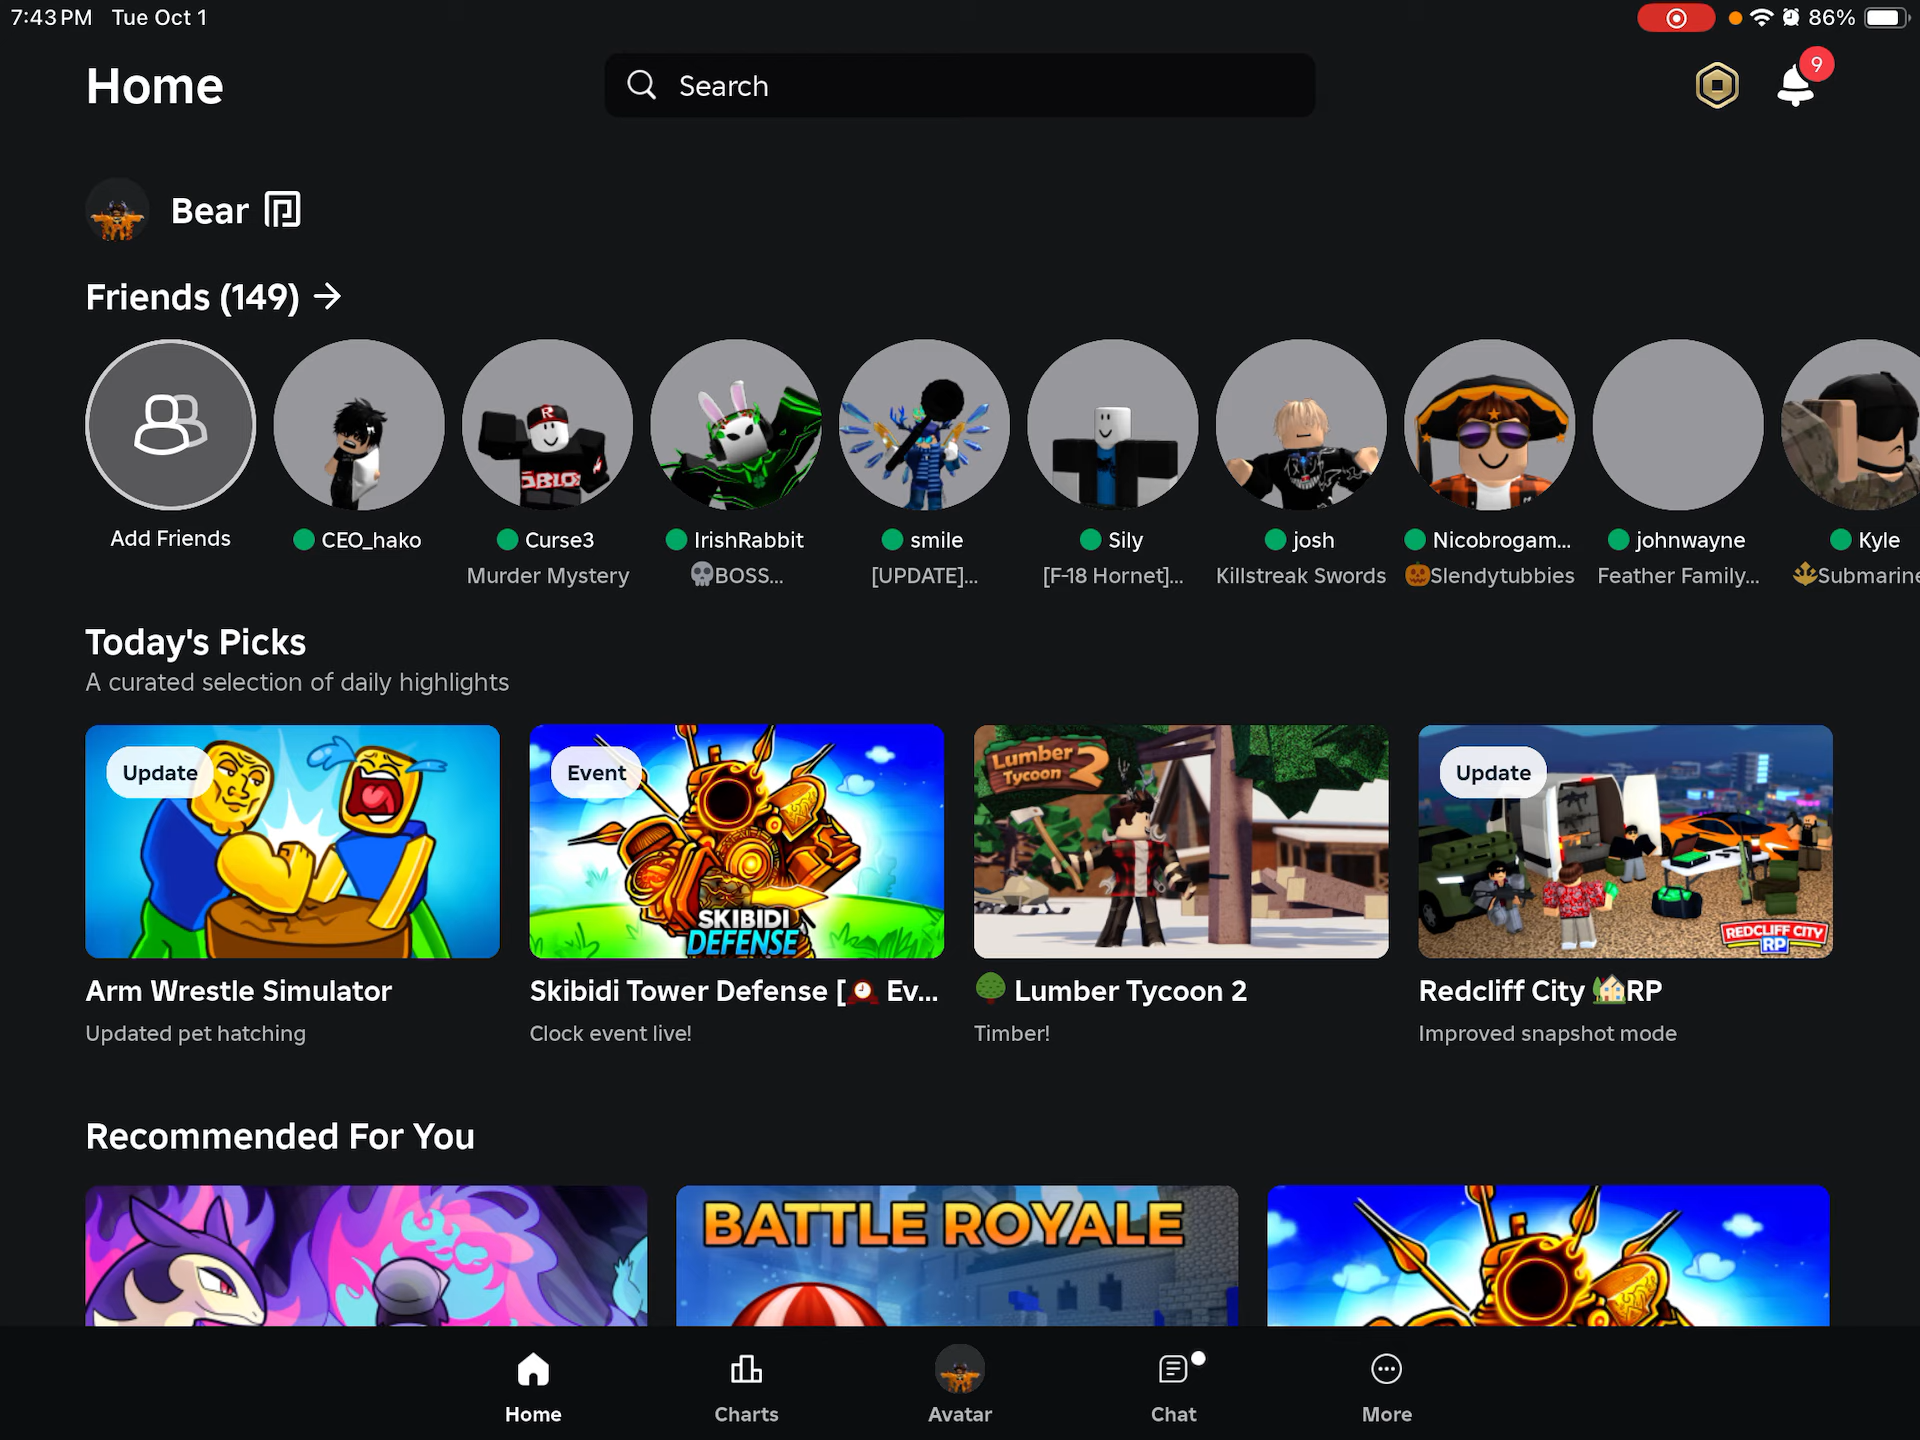 7:43 PM Tue Oct 1
86%
Home
Search
9
Bear
Friends (149) →
Add Friends
CEO_hako
Curse3
Murder Mystery
IrishRabbit
💀BOSS...
smile
[UPDATE]...
Sily
[F-18 Hornet]...
josh
Killstreak Swords
Nicobrogam...
🎃Slendytubbies
johnwayne
Feather Family...
Kyle
🔱Submarine
R
ROBLOX
Today's Picks
A curated selection of daily highlights
Update
Event
SKIBIDI
DEFENSE
Lumber
Tycoon 2
Update
REDCLIFF CITY
RP
Arm Wrestle Simulator
Updated pet hatching
Skibidi Tower Defense [🕰️ Ev...
Clock event live!
🌳 Lumber Tycoon 2
Timber!
Redcliff City 🏡RP
Improved snapshot mode
Recommended For You
BATTLE ROYALE
Home
Charts
Avatar
Chat
More